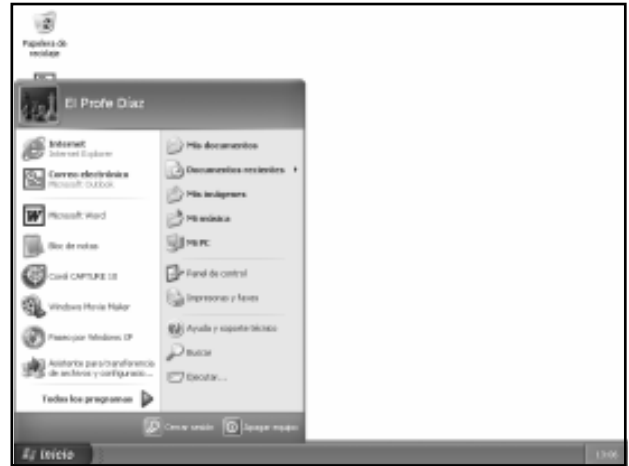 Papelera de
reciclaje
El Profe Díaz
Internet
Internet Explorer
Correo electrónico
Microsoft Outlook
Microsoft Word
Bloc de notas
Corel CAPTURE 10
Windows Movie Maker
Paseo por Windows XP
Asistente para transferencia
de archivos y configuracio...
Todos los programas
Mis documentos
Documentos recientes
Mis imágenes
Mi música
Mi PC
Panel de control
Impresoras y faxes
Ayuda y soporte técnico
Buscar
Ejecutar...
Cerrar sesión
Apagar equipo
Inicio
13:06